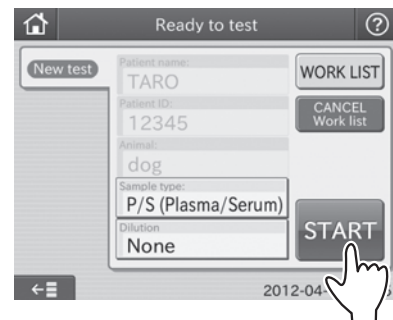 Ready to test
?
New test
Patient name:
TARO
Patient ID:
12345
Animal:
dog
Sample type:
P/S (Plasma/Serum)
Dilution
None
WORK LIST
CANCEL
Work list
START
2012-04-